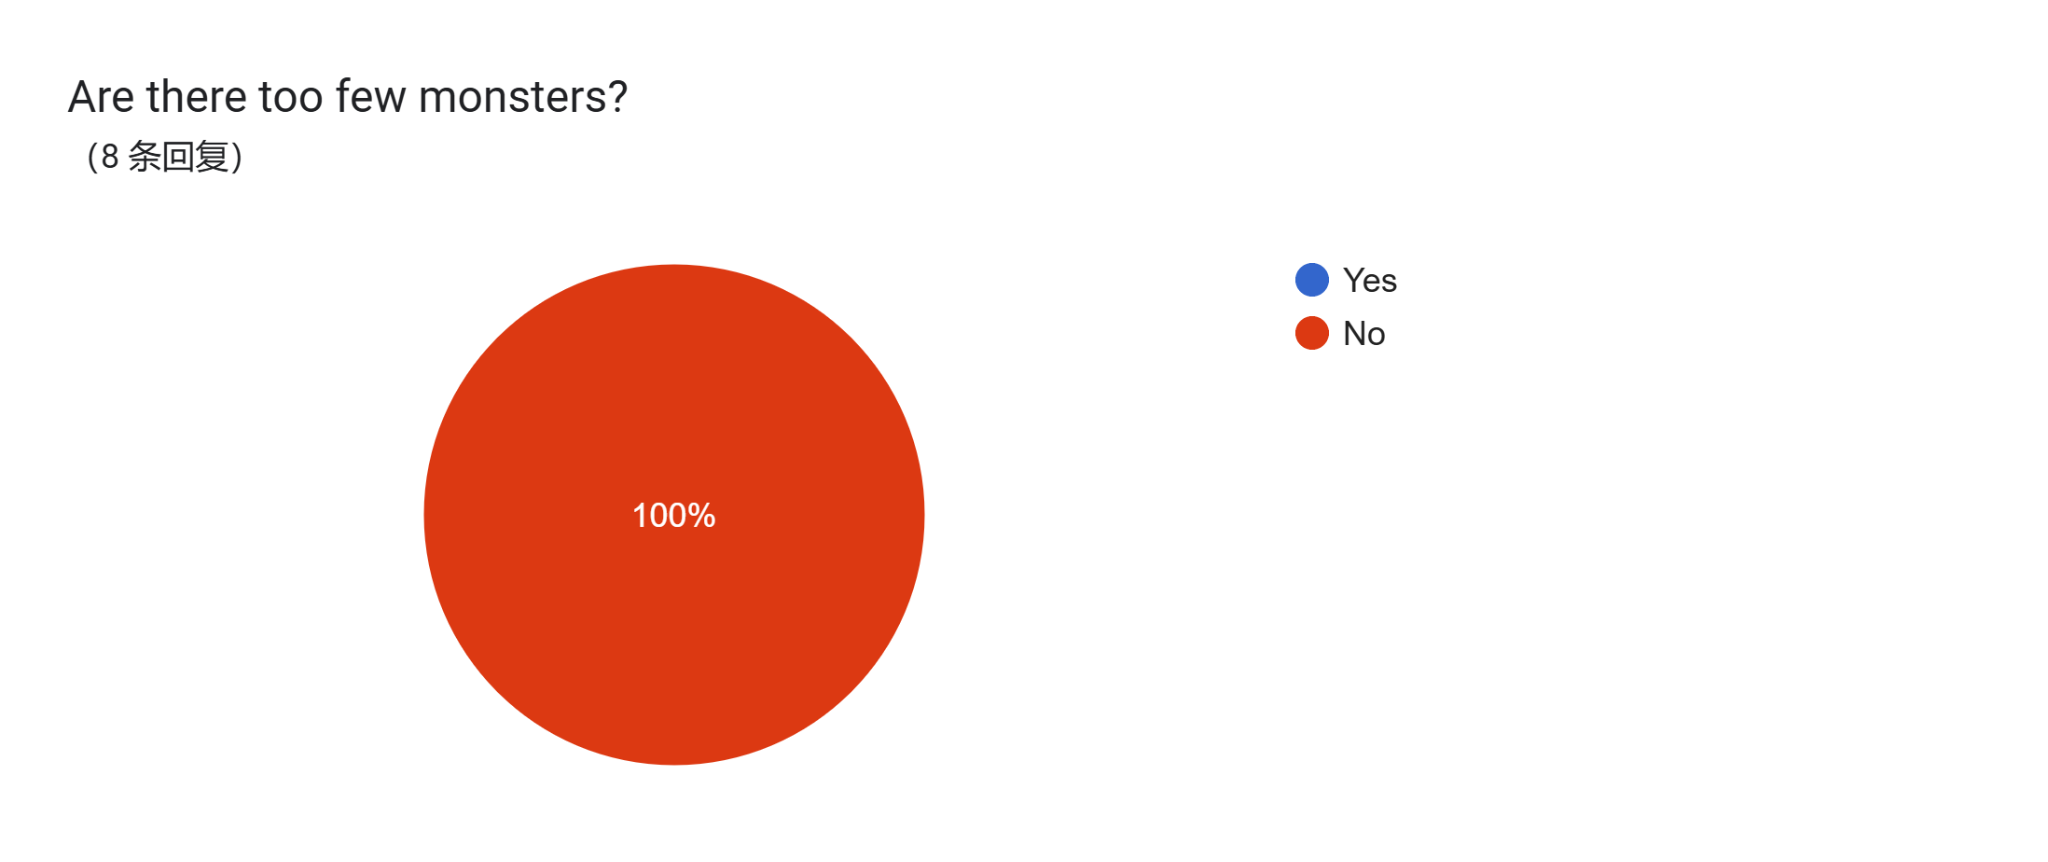 Are there too few monsters?
（8 条回复）
Yes
No
100%